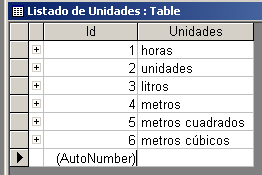 Listado de Unidades : Table
Id Unidades
1 horas
2 unidades
3 litros
4 metros
5 metros cuadrados
6 metros cúbicos
(AutoNumber)